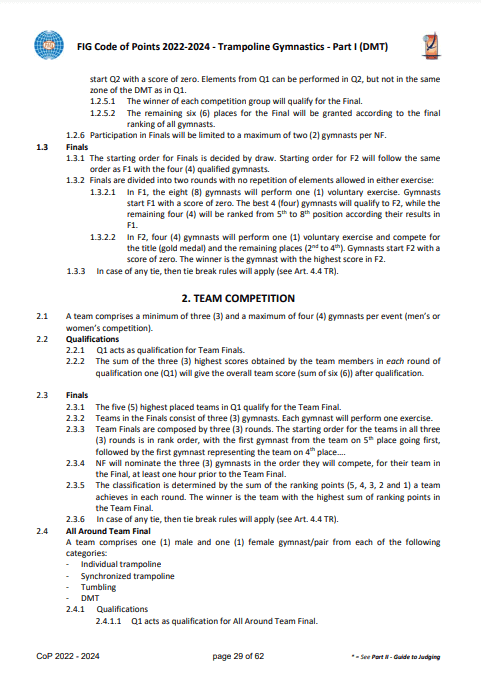 FIG Code of Points 2022-2024 - Trampoline Gymnastics - Part I (DMT)
start Q2 with a score of zero. Elements from Q1 can be performed in Q2, but not in the same
zone of the DMT as in Q1.
1.2.5.1 The winner of each competition group will qualify for the Final.
1.2.5.2 The remaining six (6) places for the Final will be granted according to the final
ranking of all gymnasts.
1.2.6 Participation in Finals will be limited to a maximum of two (2) gymnasts per NF.
1.3 Finals
1.3.1 The starting order for Finals is decided by draw. Starting order for F2 will follow the same
order as F1 with the four (4) qualified gymnasts.
1.3.2 Finals are divided into two rounds with no repetition of elements allowed in either exercise:
1.3.2.1 In F1, the eight (8) gymnasts will perform one (1) voluntary exercise. Gymnasts
start F1 with a score of zero. The best 4 (four) gymnasts will qualify to F2, while the
remaining four (4) will be ranked from 5th to 8th position according their results in
F1.
1.3.2.2 In F2, four (4) gymnasts will perform one (1) voluntary exercise and compete for
the title (gold medal) and the remaining places (2nd to 4th). Gymnasts start F2 with a
score of zero. The winner is the gymnast with the highest score in F2.
1.3.3 In case of any tie, then tie break rules will apply (see Art. 4.4 TR).
2. TEAM COMPETITION
2.1 A team comprises a minimum of three (3) and a maximum of four (4) gymnasts per event (men's or
women's competition).
2.2 Qualifications
2.2.1 Q1 acts as qualification for Team Finals.
2.2.2 The sum of the three (3) highest scores obtained by the team members in each round of
qualification one (Q1) will give the overall team score (sum of six (6)) after qualification.
2.3 Finals
2.3.1 The five (5) highest placed teams in Q1 qualify for the Team Final.
2.3.2 Teams in the Finals consist of three (3) gymnasts. Each gymnast will perform one exercise.
2.3.3 Team Finals are composed by three (3) rounds. The starting order for the teams in all three
(3) rounds is in rank order, with the first gymnast from the team on 5th place going first,
followed by the first gymnast representing the team on 4th place....
2.3.4 NF will nominate the three (3) gymnasts in the order they will compete, for their team in
the Final, at least one hour prior to the Team Final.
2.3.5 The classification is determined by the sum of the ranking points (5, 4, 3, 2 and 1) a team
achieves in each round. The winner is the team with the highest sum of ranking points in
the Team Final.
2.3.6 In case of any tie, then tie break rules will apply (see Art. 4.4 TR).
2.4 All Around Team Final
A team comprises one (1) male and one (1) female gymnast/pair from each of the following
categories:
- Individual trampoline
- Synchronized trampoline
- Tumbling
- DMT
2.4.1 Qualifications
2.4.1.1 Q1 acts as qualification for All Around Team Final.
CoP 2022 - 2024 page 29 of 62 * = See Part II - Guide to Judging